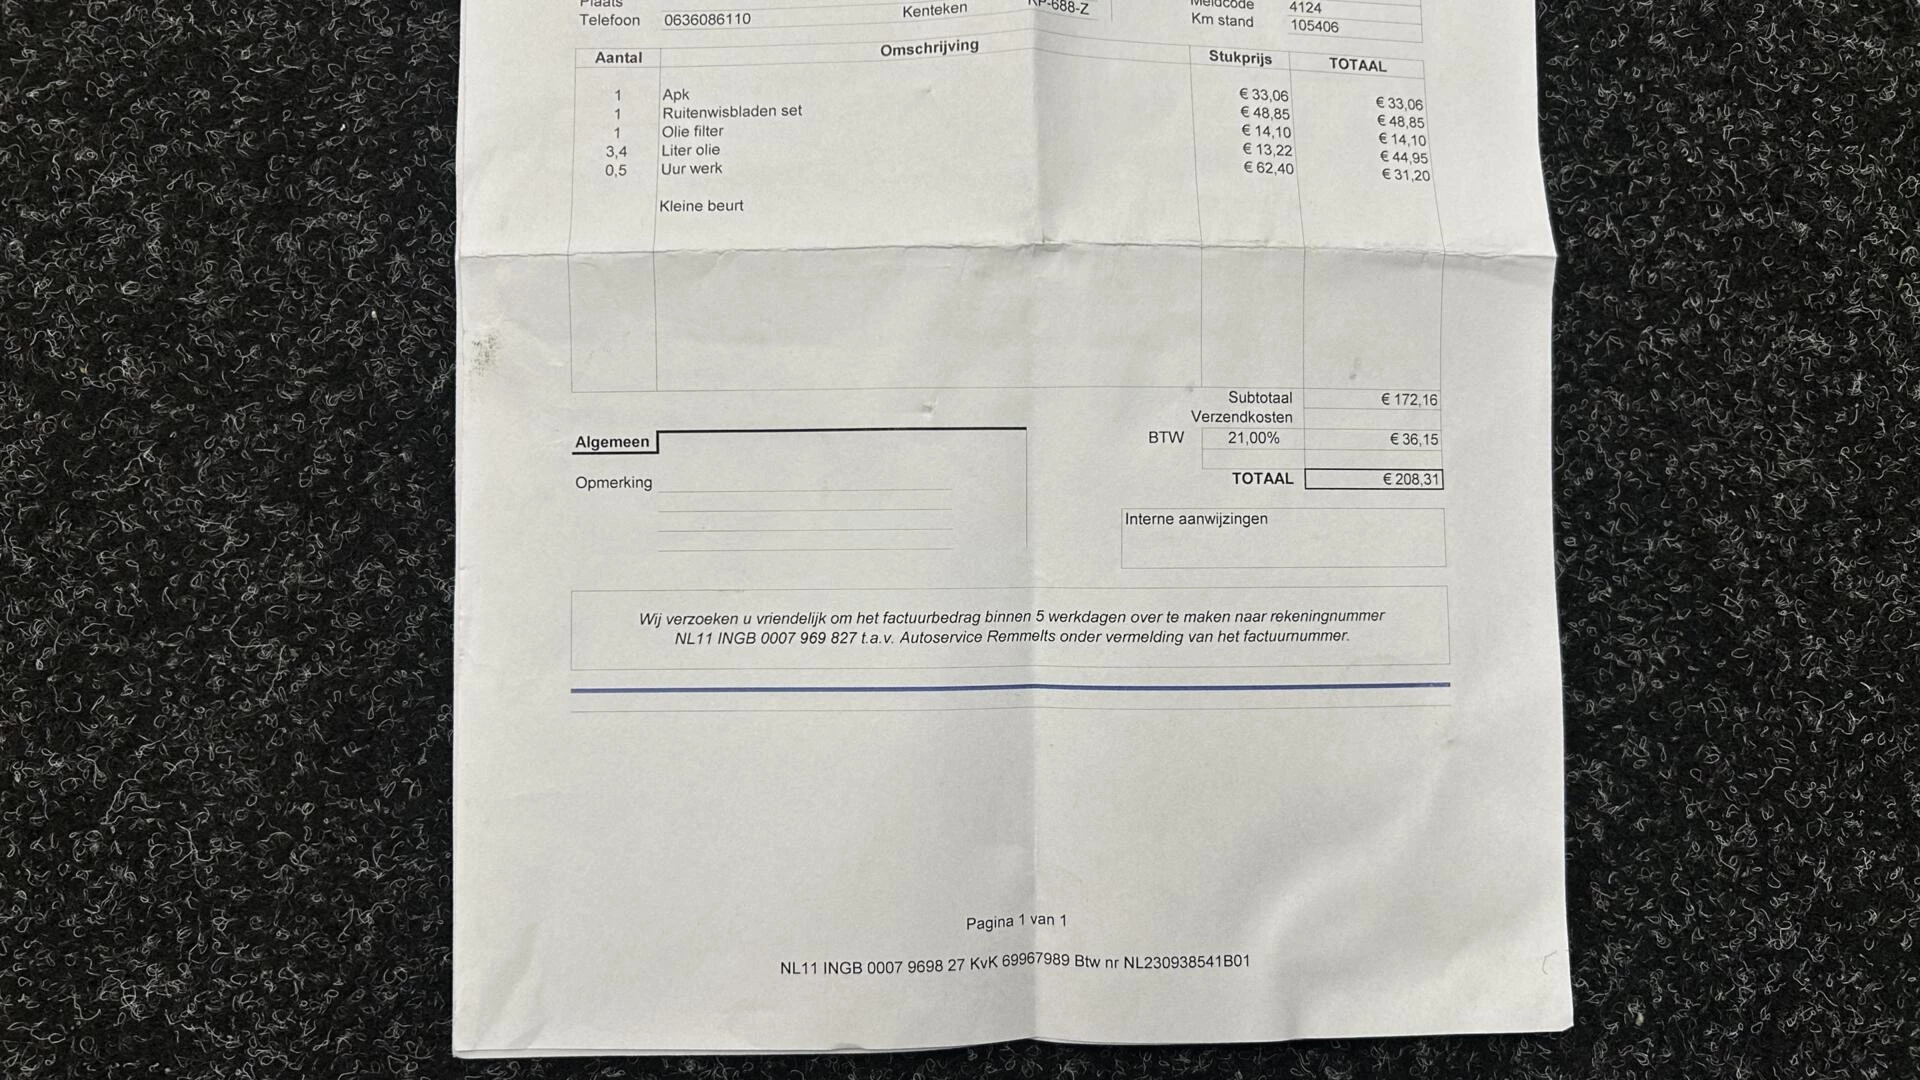 Plaats
Telefoon 0636086110 Kenteken -688-Z Meldcode 4124
Km stand 105406
Aantal Omschrijving Stukprijs TOTAAL
1 Apk € 33,06 € 33,06
1 Ruitenwisbladen set € 48,85 € 48,85
1 Olie filter € 14,10 € 14,10
3,4 Liter olie € 13,22 € 44,95
0,5 Uur werk € 62,40 € 31,20
Kleine beurt
Subtotaal € 172,16
Verzendkosten
BTW 21,00% € 36,15
TOTAAL € 208,31
Algemeen
Opmerking
Interne aanwijzingen
Wij verzoeken u vriendelijk om het factuurbedrag binnen 5 werkdagen over te maken naar rekeningnummer
NL11 INGB 0007 969 827 t.a.v. Autoservice Remmelts onder vermelding van het factuurnummer.
Pagina 1 van 1
NL11 INGB 0007 9698 27 KvK 69967989 Btw nr NL230938541B01